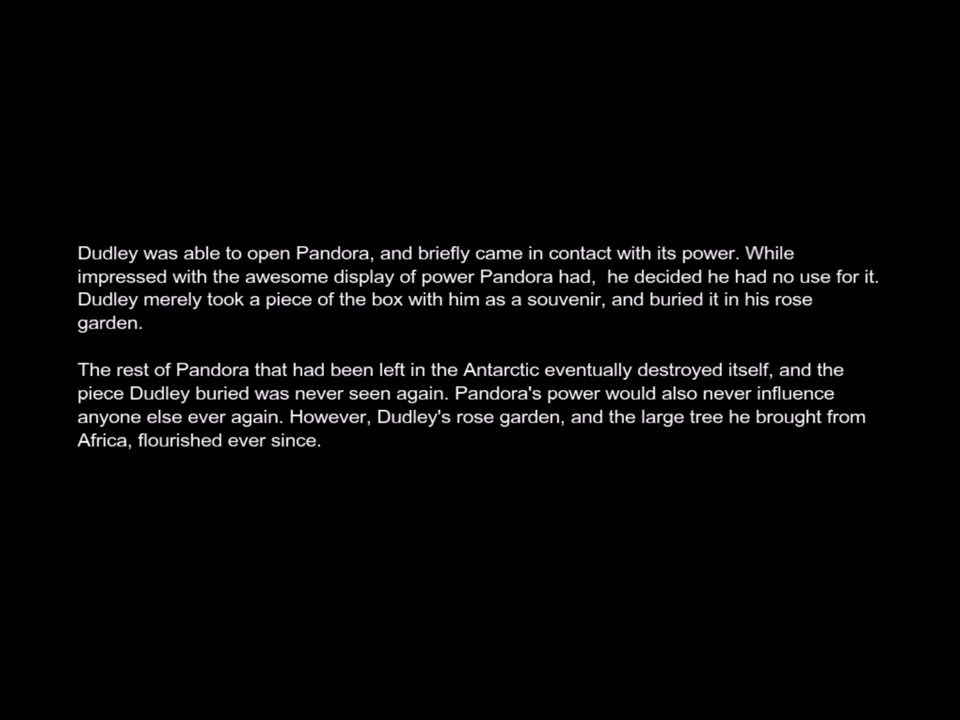 Dudley was able to open Pandora, and briefly came in contact with its power. While
impressed with the awesome display of power Pandora had,  he decided he had no use for it.
Dudley merely took a piece of the box with him as a souvenir, and buried it in his rose
garden.

The rest of Pandora that had been left in the Antarctic eventually destroyed itself, and the
piece Dudley buried was never seen again. Pandora's power would also never influence
anyone else ever again. However, Dudley's rose garden, and the large tree he brought from
Africa, flourished ever since.